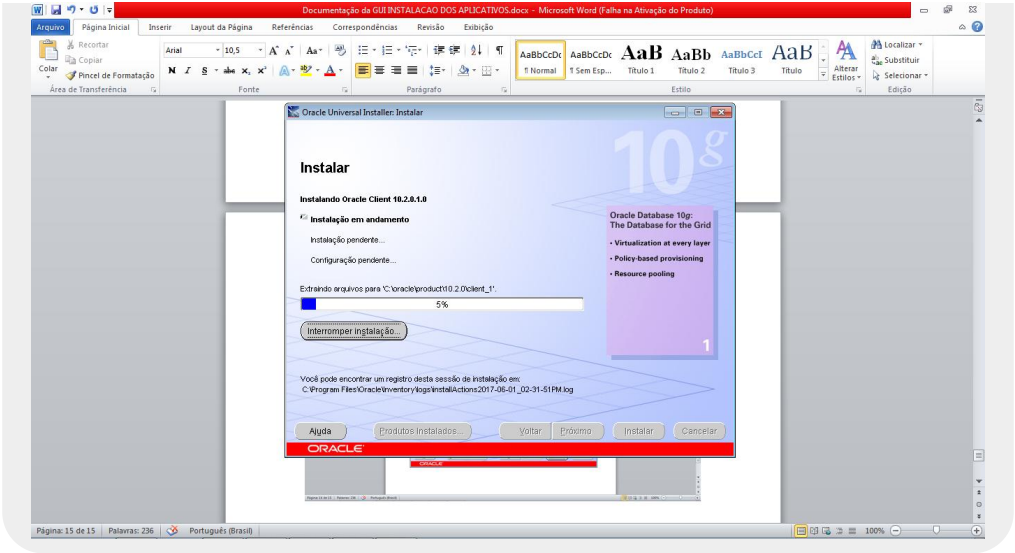 Documentação da GUI INSTALACAO DOS APLICATIVOS.docx - Microsoft Word (Falha na Ativação do Produto)
Arquivo Página Inicial Inserir Layout da Página Referências Correspondências Revisão Exibição
Colar
Recortar
Copiar
Pincel de Formatação
Área de Transferência
Arial 10,5
N I S abe x, x²
Fonte
Parágrafo
AaBbCcDc AaBbCcDc AaB AaBb AaBbCcI AaB
¶ Normal ¶ Sem Esp... Título 1 Título 2 Título 3 Título
Alterar Estilos
Estilo
Localizar
Substituir
Selecionar
Edição
Oracle Universal Installer: Instalar
10g
Instalar
Instalando Oracle Client 10.2.0.1.0
Instalação em andamento
Instalação pendente...
Configuração pendente...
Oracle Database 10g:
The Database for the Grid
• Virtualization at every layer
• Policy-based provisioning
• Resource pooling
1
Extraindo arquivos para 'C:\oracle\product\10.2.0\client_1'.
5%
Interromper instalação...
Você pode encontrar um registro desta sessão de instalação em:
C:\Program Files\Oracle\Inventory\logs\installActions2017-06-01_02-31-51PM.log
Ajuda Produtos Instalados... Voltar Próximo Instalar Cancelar
ORACLE
ORACLE
Página: 15 de 15 Palavras: 236 Português (Brasil) 100%